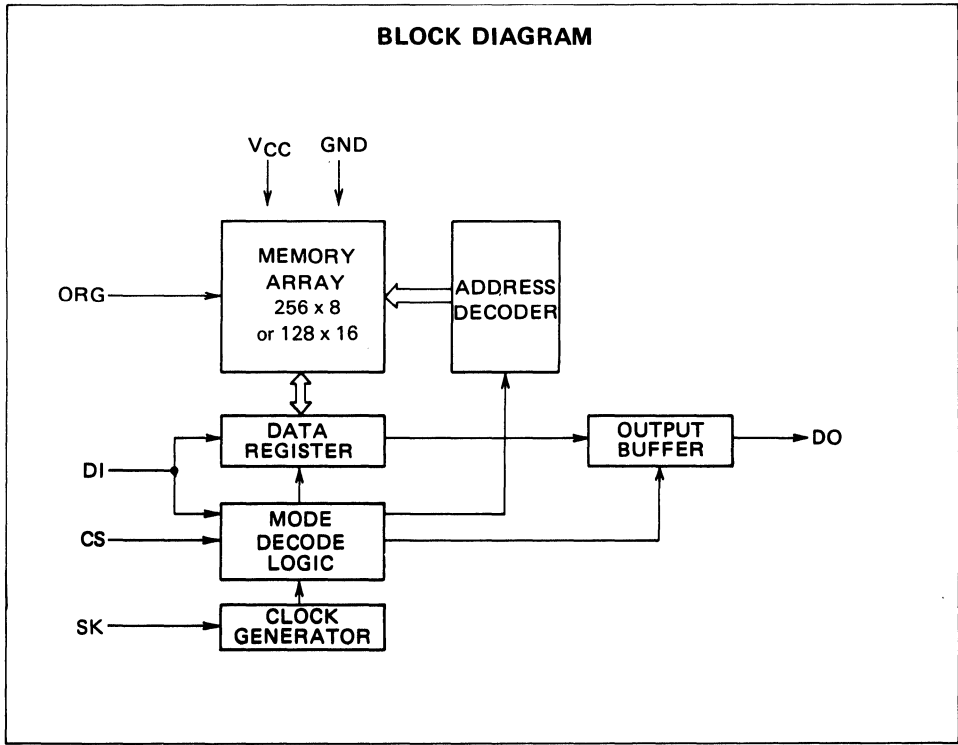 BLOCK DIAGRAM
VCC GND
MEMORY
ARRAY
256 x 8
or 128 x 16
ADDRESS
DECODER
ORG
DATA
REGISTER
OUTPUT
BUFFER
DO
DI
MODE
DECODE
LOGIC
CS
CLOCK
GENERATOR
SK